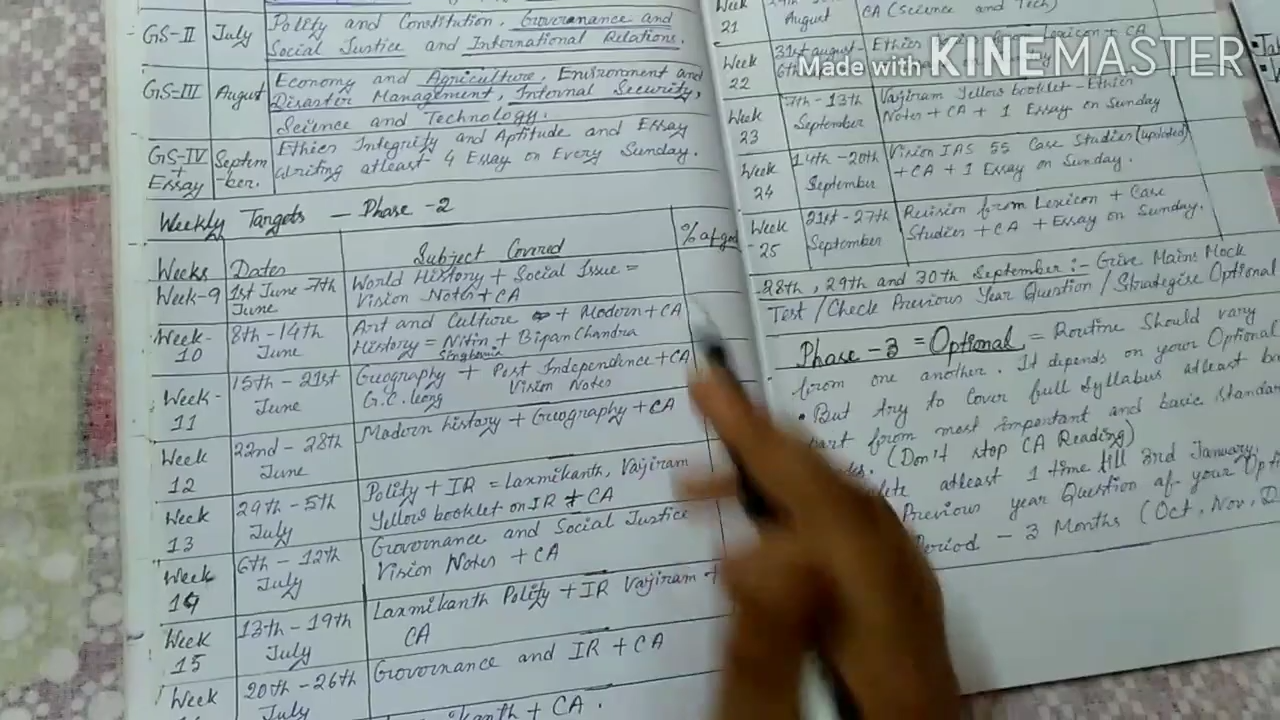 GS-II July Polity and Constitution, Governance and
Social Justice and International Relations.
GS-III August Economy and Agriculture, Environment and
Disaster Management, Internal Security,
Science and Technology.
GS-IV + Essay Septem-ber. Ethics Integrity and Aptitude and Essay
writing atleast 4 Essay on Every Sunday.
Weekly Targets - Phase -2
Weeks Dates Subject Covered % of
Week-9 1st June -7th June World History + Social Issue =
Vision Notes + CA
Week-10 8th - 14th June Art and Culture + Modern + CA
History = Nitin Singhania + Bipan Chandra
Week-11 15th - 21st June Geography + Post Independence + CA
G.C. leong Vision Notes
Week 12 22nd - 28th June Modern history + Geography + CA
Week 13 29th - 5th July Polity + IR = Laxmikanth, Vajiram
Yellow booklet on IR + CA
Week 14 6th - 12th July Governance and Social Justice
Vision Notes + CA
Week 15 13th - 19th July Laxmikanth Polity + IR Vajiram +
CA
Week 20th - 26th July Governance and IR + CA
+ CA.
Week 21 August CA (Science and Tech)
Week 22 31st august - Ethics from Lexicon + CA
Week 23 7th - 13th September Vajiram Yellow booklet - Ethics
Notes + CA + 1 Essay on Sunday
Week 24 14th - 20th September Vision IAS 55 Case Studies (updated)
+ CA + 1 Essay on Sunday.
Week 25 21st - 27th September Revision from Lexicon + Case
Studies + CA + Essay on Sunday.
28th, 29th and 30th September :- Give Mains Mock
Test / Check Previous Year Question / Strategise Optional
Phase - 3 = Optional = Routine Should vary
from one another. It depends on your Optional
• But try to cover full syllabus atleast
part from most important and basic
(Don't stop CA Reading)
atleast 1 time till 3rd January.
Previous year Question of your
Period - 3 Months (Oct, Nov,
Made with KINEMASTER